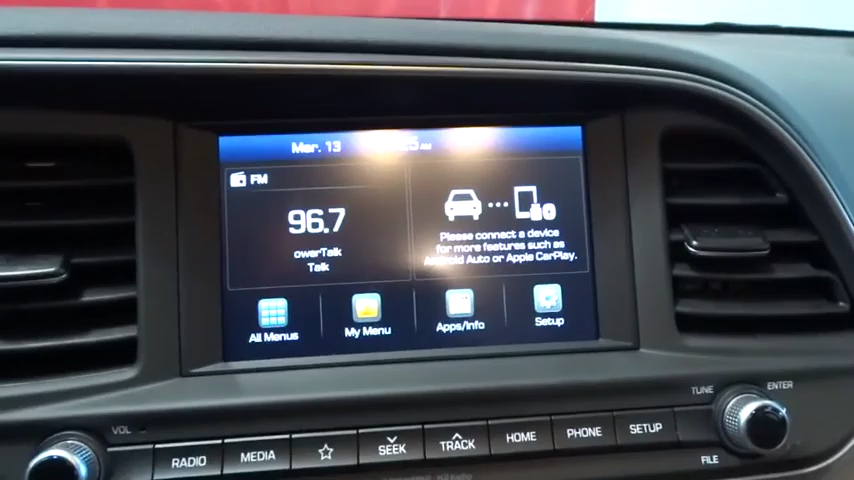 Mar. 13
AM
FM
96.7
owerTalk
Talk
Please connect a device
for more features such as
Android Auto or Apple CarPlay.
All Menus
My Menu
Apps/Info
Setup
VOL
TUNE
ENTER
RADIO
MEDIA
SEEK
TRACK
HOME
PHONE
SETUP
FILE